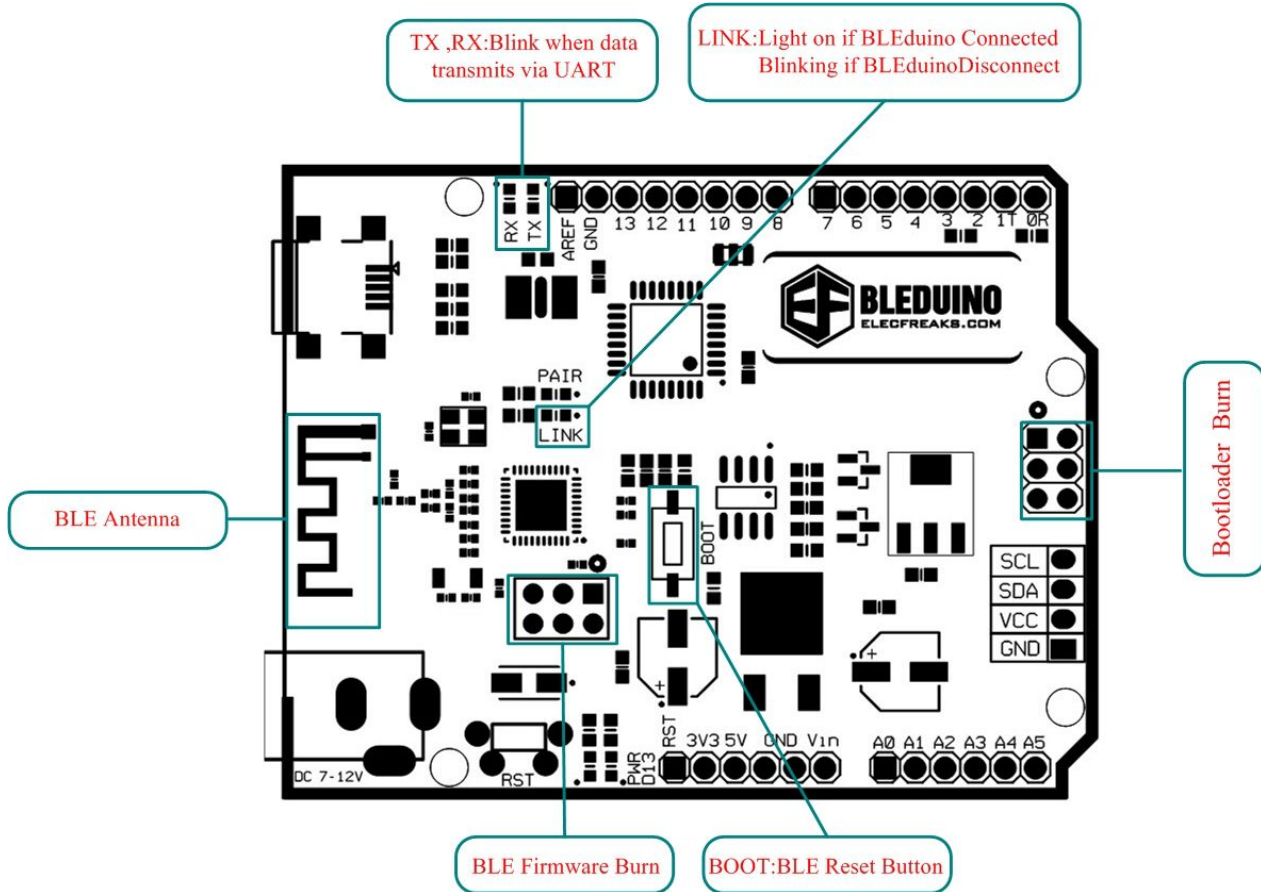 TX ,RX:Blink when data
transmits via UART
LINK:Light on if BLEduino Connected
Blinking if BLEduinoDisconnect
RX
TX
AREF
GND
13
12
11
10
9
8
7
6
5
4
3
2
1T
0R
EF
BLEDUINO
ELECFREAKS.COM
PAIR
LINK
BLE Antenna
Bootloader Burn
BOOT
SCL
SDA
VCC
GND
DC 7-12V
RST
PWR
D13
RST
3V3
5V
GND
Vin
A0
A1
A2
A3
A4
A5
+
+
BLE Firmware Burn
BOOT:BLE Reset Button